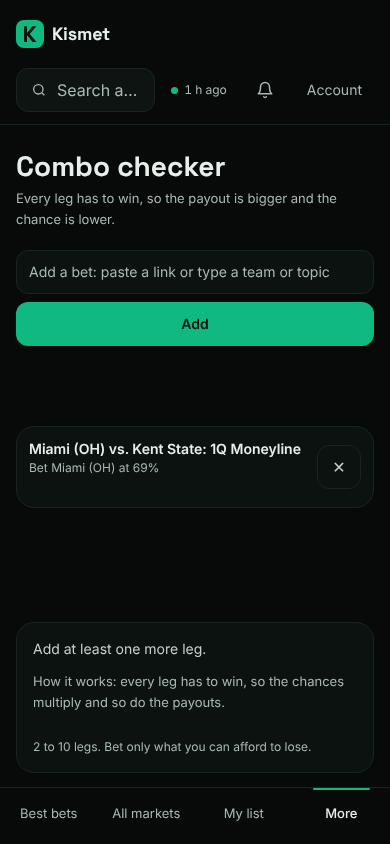 K Kismet
Search a...
1 h ago
Account
Combo checker
Every leg has to win, so the payout is bigger and the
chance is lower.
Add a bet: paste a link or type a team or topic
Add
Miami (OH) vs. Kent State: 1Q Moneyline
Bet Miami (OH) at 69%
Add at least one more leg.
How it works: every leg has to win, so the chances
multiply and so do the payouts.
2 to 10 legs. Bet only what you can afford to lose.
Best bets
All markets
My list
More